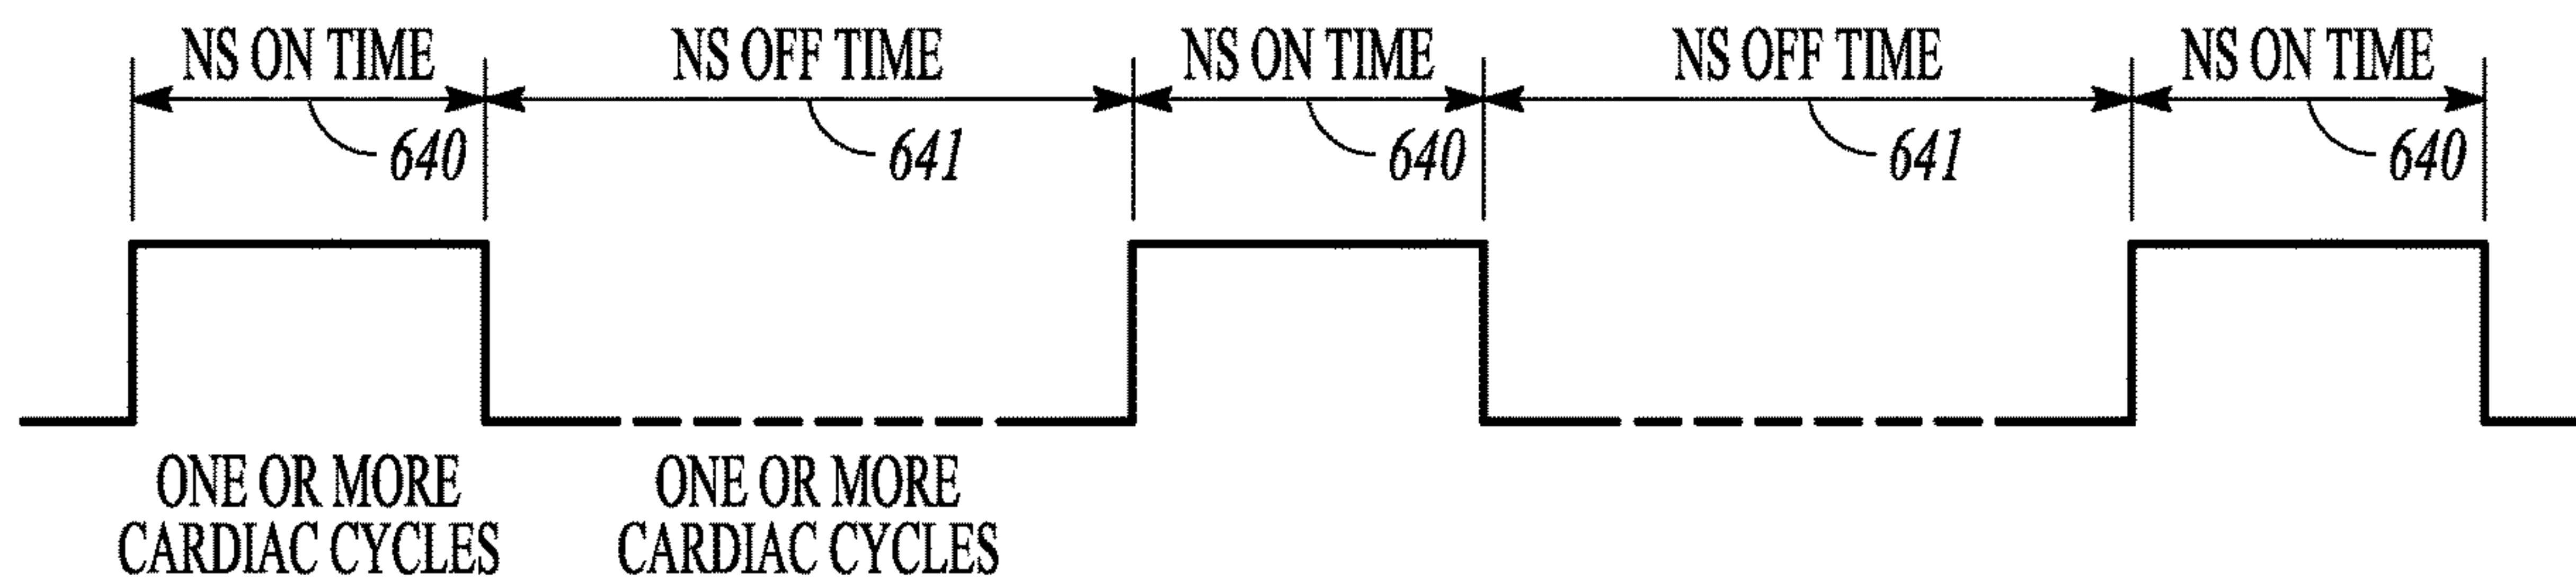 NS ON TIME NS OFF TIME NS ON TIME NS OFF TIME NS ON TIME
640 641 640 641 640
ONE OR MORE ONE OR MORE
CARDIAC CYCLES CARDIAC CYCLES